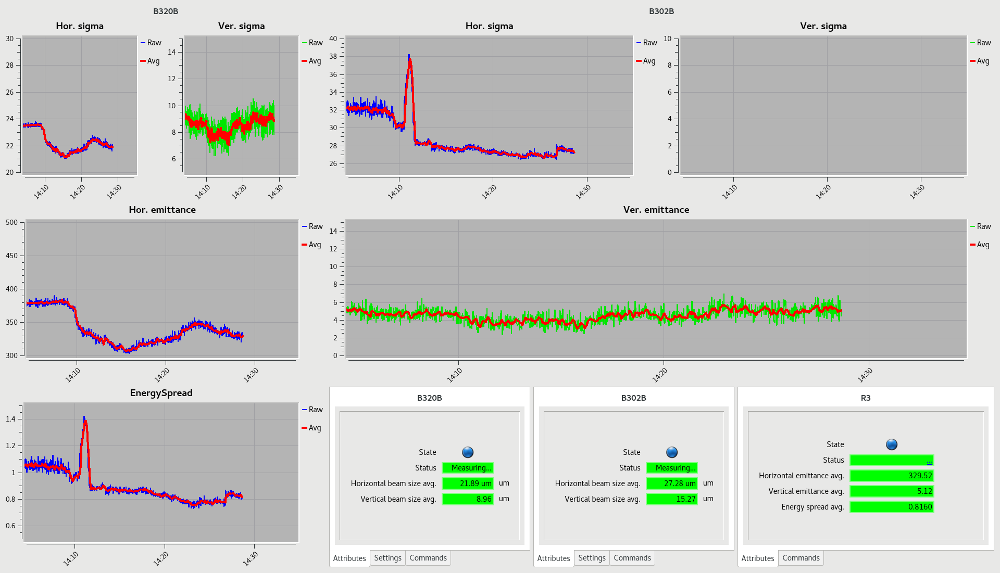 B320B
B302B
Hor. sigma
Ver. sigma
Hor. sigma
Ver. sigma
30
28
26
24
22
20
14:10
14:20
14:30
Raw
Avg
14
12
10
8
6
14:10
14:20
14:30
Raw
Avg
40
38
36
34
32
30
28
26
14:10
14:20
14:30
Raw
Avg
10
8
6
4
2
0
14:10
14:20
14:30
Raw
Avg
Hor. emittance
500
450
400
350
300
14:10
14:20
14:30
Raw
Avg
Ver. emittance
14
12
10
8
6
4
2
0
14:10
14:20
14:30
Raw
Avg
EnergySpread
1.4
1.2
1
0.8
0.6
14:10
14:20
14:30
Raw
Avg
B320B
State
Status Measuring...
Horizontal beam size avg. 21.89 um um
Vertical beam size avg. 8.96 um
Attributes Settings Commands
B302B
State
Status Measuring...
Horizontal beam size avg. 27.28 um um
Vertical beam size avg. 15.27 um
Attributes Settings Commands
R3
State
Status ...
Horizontal emittance avg. 329.52
Vertical emittance avg. 5.12
Energy spread avg. 0.8160
Attributes Commands